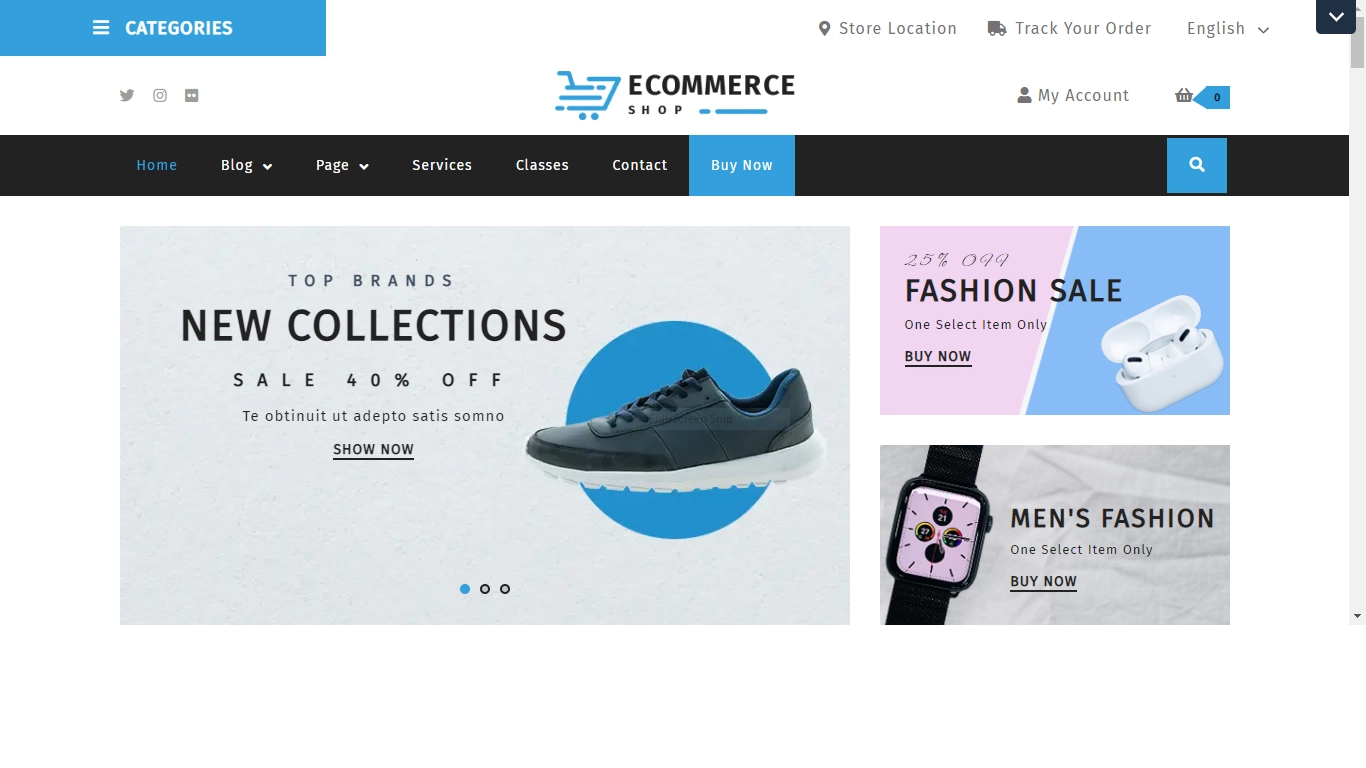 CATEGORIES
Store Location
Track Your Order
English
ECOMMERCE
SHOP
My Account
0
Home
Blog
Page
Services
Classes
Contact
Buy Now
TOP BRANDS
NEW COLLECTIONS
SALE 40% OFF
Te obtinuit ut adepto satis somno
SHOW NOW
25% OFF
FASHION SALE
One Select Item Only
BUY NOW
MEN'S FASHION
One Select Item Only
BUY NOW